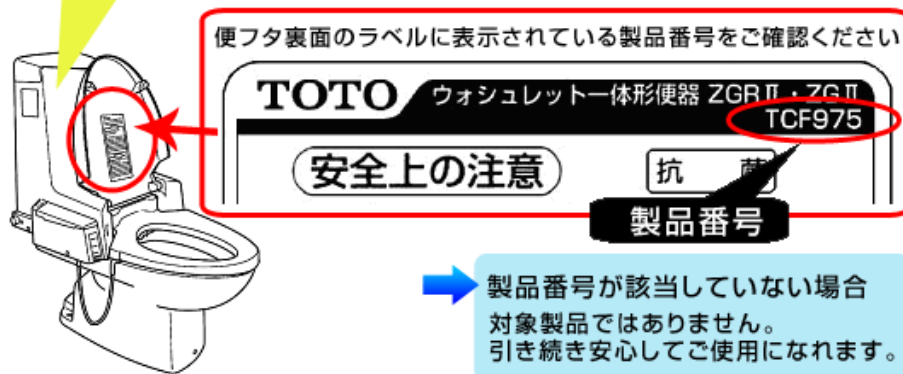 便フタ裏面のラベルに表示されている製品番号をご確認ください
TOTO ウォシュレット一体形便器 ZGRⅡ・ZGⅡ
TCF975
安全上の注意 抗菌
製品番号
製品番号が該当していない場合
対象製品ではありません。
引き続き安心してご使用になれます。